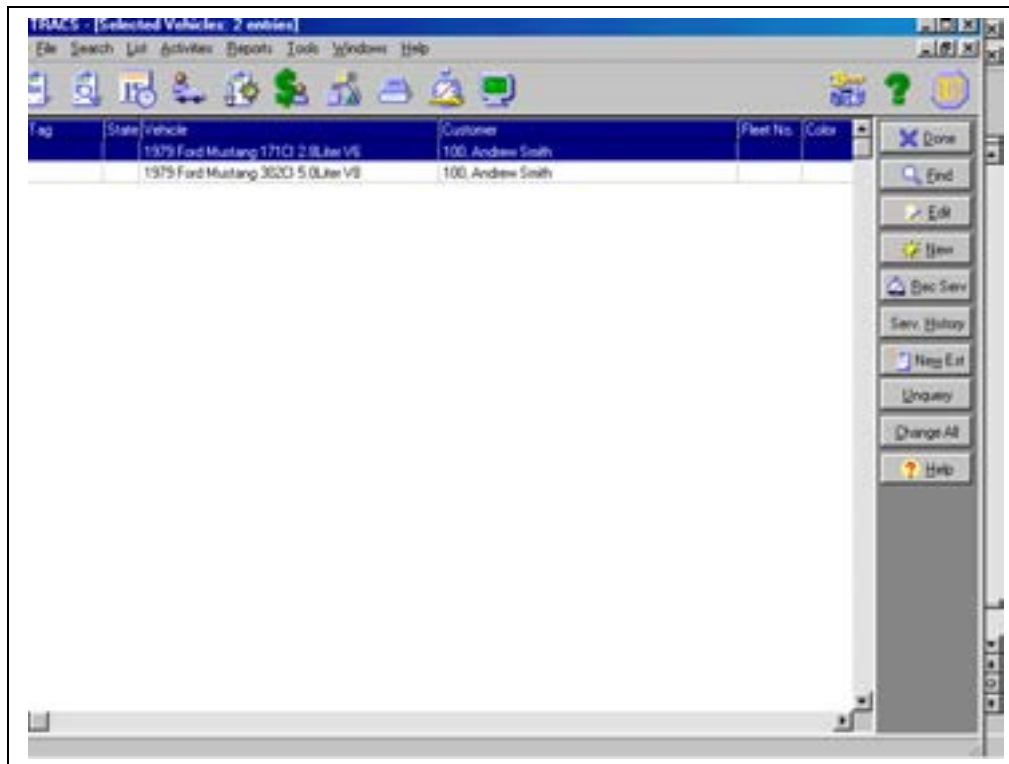 TRACS - [Selected Vehicles: 2 entries]
File Search List Activities Reports Tools Windows Help
Tag State Vehicle Customer Fleet No. Color
1979 Ford Mustang 171CI 2.8Liter V6 100, Andrew Smith
1979 Ford Mustang 302CI 5.0Liter V8 100, Andrew Smith
Done
Find
Edit
New
Rec Serv
Serv. History
New Est
Unquery
Change All
Help